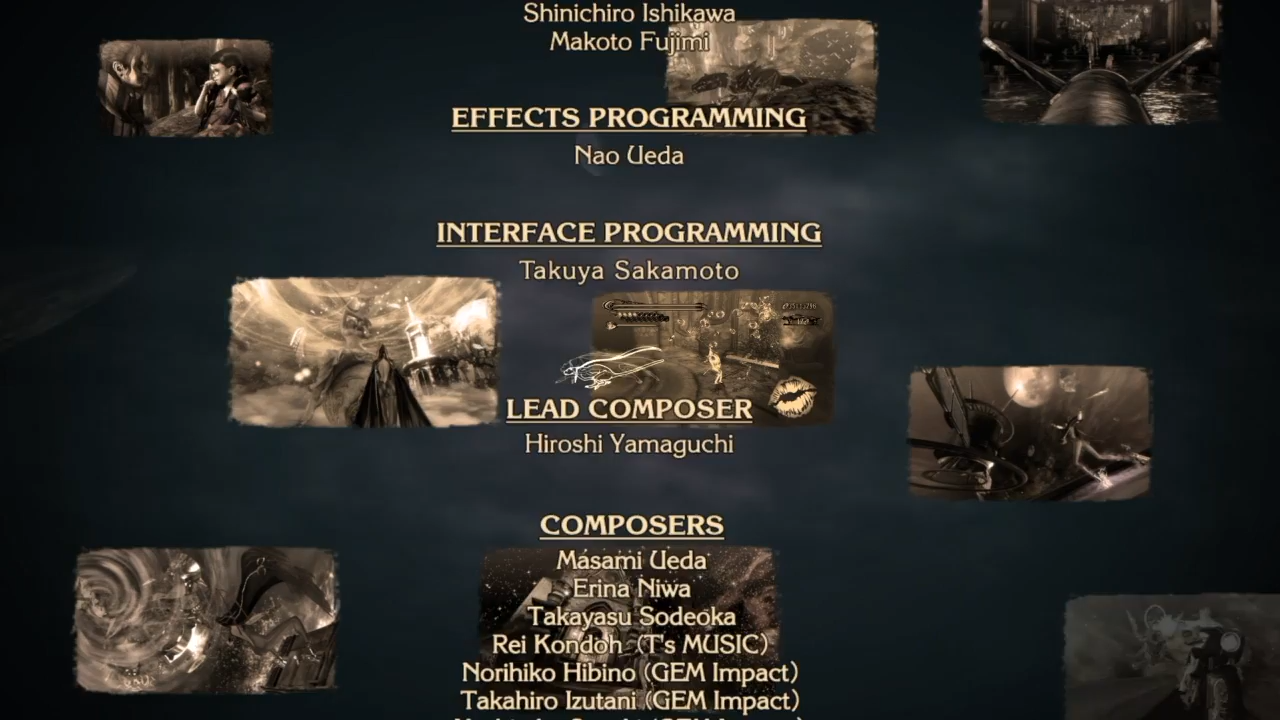 Shinichiro Ishikawa
Makoto Fujimi
EFFECTS PROGRAMMING
Nao Ueda
INTERFACE PROGRAMMING
Takuya Sakamoto
LEAD COMPOSER
Hiroshi Yamaguchi
COMPOSERS
Masami Ueda
Erina Niwa
Takayasu Sodeoka
Rei Kondoh (T's MUSIC)
Norihiko Hibino (GEM Impact)
Takahiro Izutani (GEM Impact)